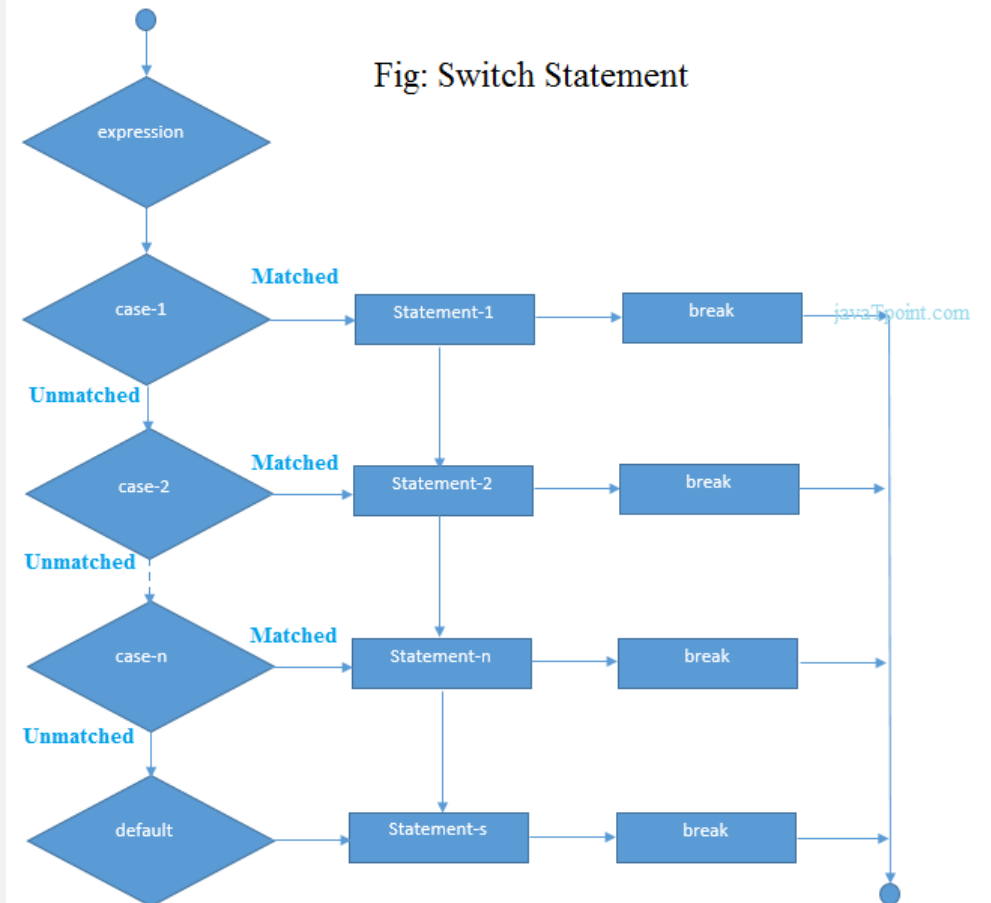 Fig: Switch Statement
expression
Matched
case-1
Statement-1
break
javaTpoint.com
Unmatched
Matched
case-2
Statement-2
break
Unmatched
Matched
case-n
Statement-n
break
Unmatched
default
Statement-s
break